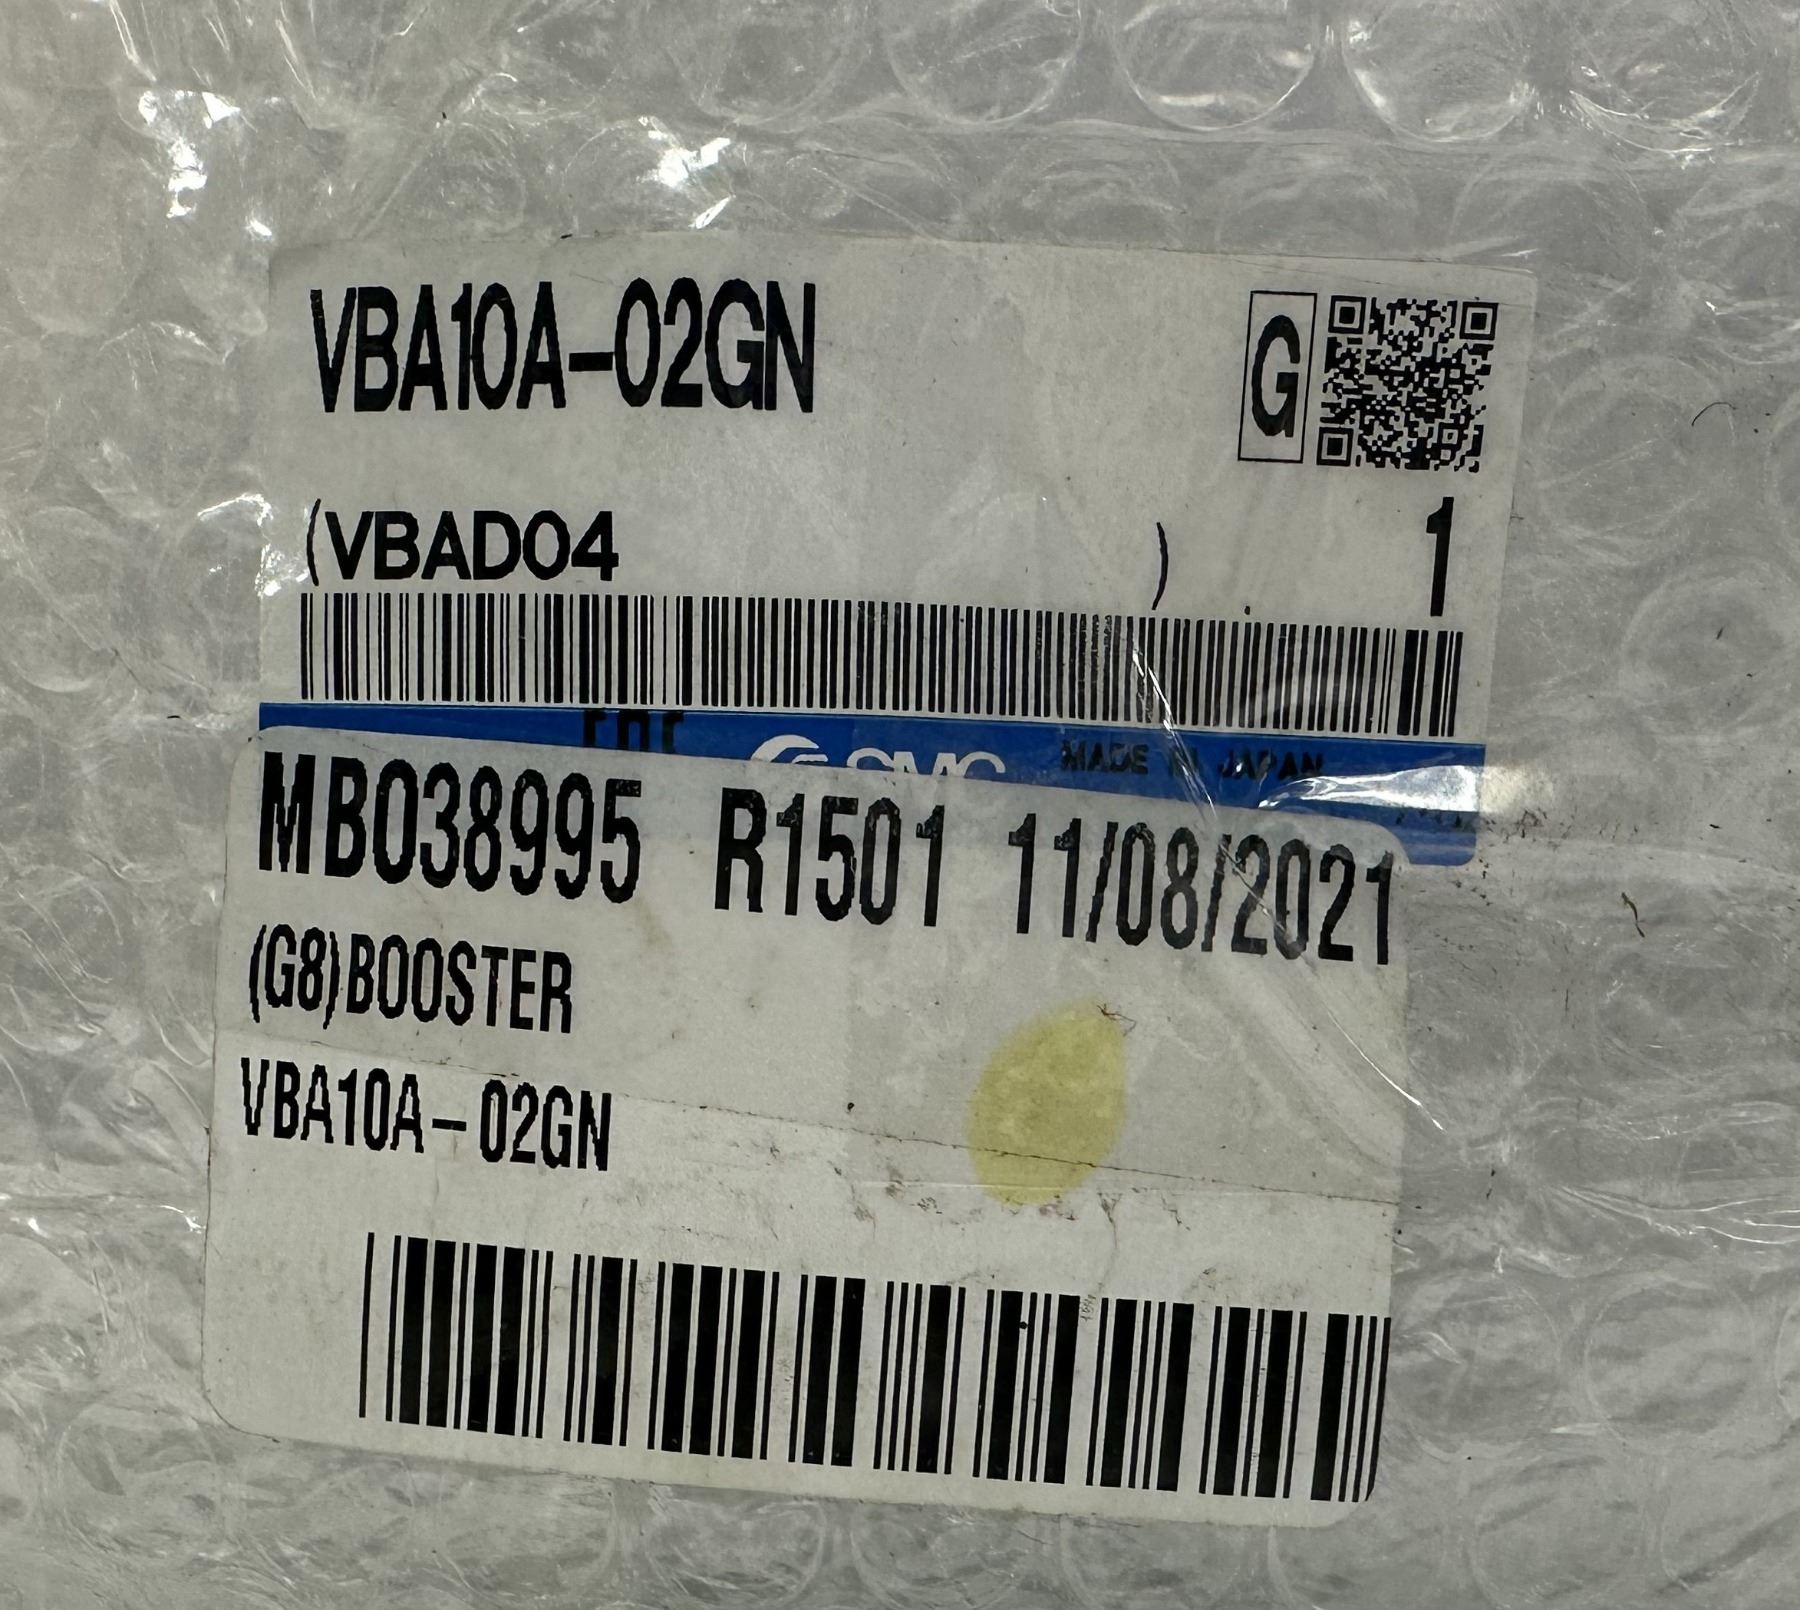 VBA10A-02GN
G
(VBAD04 ) 1
SMC MADE IN JAPAN
MB038995 R1501 11/08/2021
(G8)BOOSTER
VBA10A-02GN